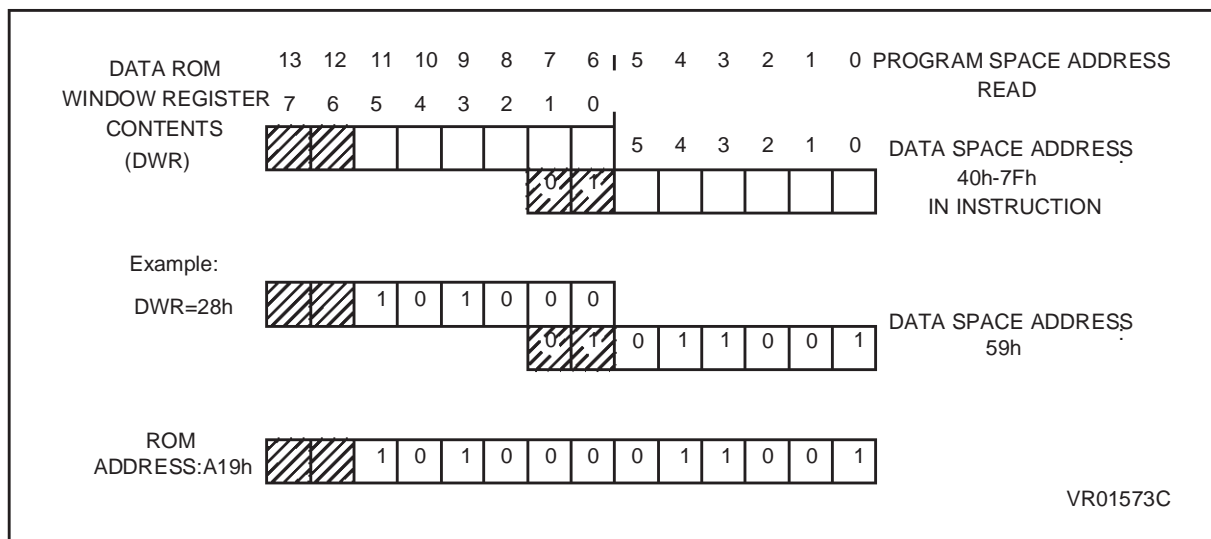 DATA ROM
WINDOW REGISTER
CONTENTS
(DWR)
13 12 11 10 9 8 7 6 5 4 3 2 1 0
7 6 5 4 3 2 1 0
PROGRAM SPACE ADDRESS
READ
5 4 3 2 1 0
0 1
DATA SPACE ADDRESS
:
40h-7Fh
IN INSTRUCTION
Example:
DWR=28h
1 0 1 0 0 0
0 1 0 1 1 0 0 1
DATA SPACE ADDRESS
:
59h
ROM
ADDRESS:A19h
1 0 1 0 0 0 0 1 1 0 0 1
VR01573C